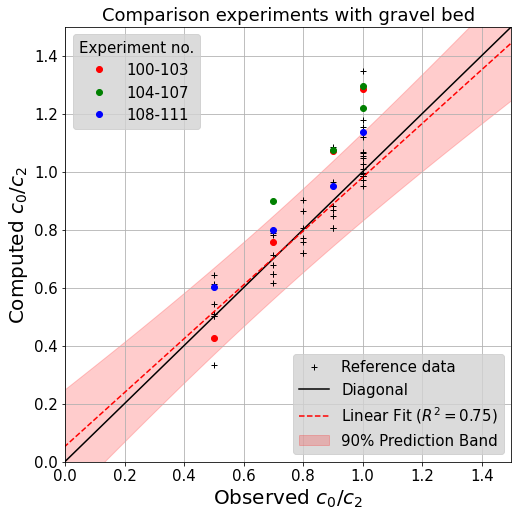 Comparison experiments with gravel bed
Experiment no.
100-103
104-107
108-111
Reference data
Diagonal
Linear Fit (R² = 0.75)
90% Prediction Band
Computed c₀/c₂
1.4
1.2
1.0
0.8
0.6
0.4
0.2
0.0
0.0 0.2 0.4 0.6 0.8 1.0 1.2 1.4
Observed c₀/c₂